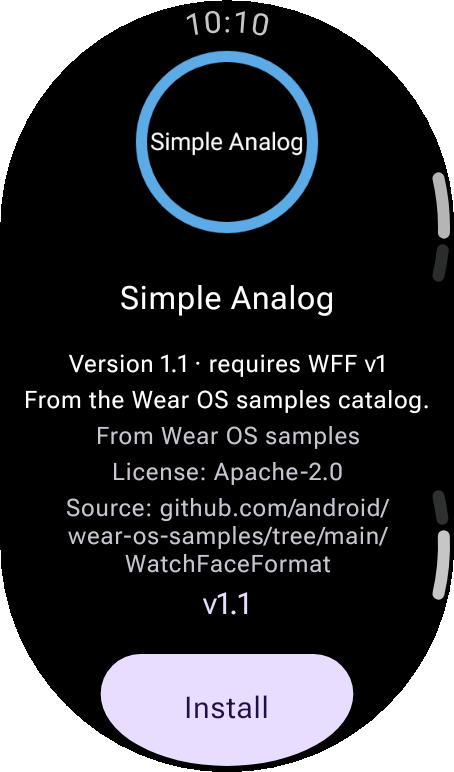 10:10
Simple Analog
Simple Analog
Version 1.1 · requires WFF v1
From the Wear OS samples catalog.
From Wear OS samples
License: Apache-2.0
Source: github.com/android/
wear-os-samples/tree/main/
WatchFaceFormat
v1.1
Install